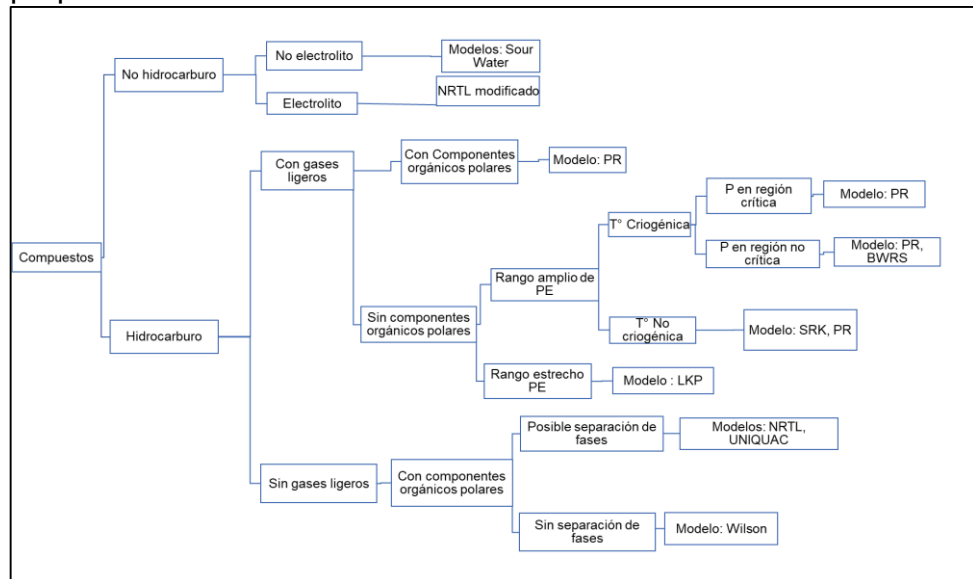 No electrolito
Modelos: Sour
Water
No hidrocarburo
Electrolito
NRTL modificado
Con gases
ligeros
Con Componentes
orgánicos polares
Modelo: PR
P en región
crítica
Modelo: PR
T° Criogénica
P en región no
crítica
Modelo: PR,
BWRS
Compuestos
Rango amplio de
PE
Sin componentes
orgánicos polares
T° No
criogénica
Modelo: SRK, PR
Hidrocarburo
Rango estrecho
PE
Modelo : LKP
Posible separación de
fases
Modelos: NRTL,
UNIQUAC
Sin gases ligeros
Con componentes
orgánicos polares
Sin separación de
fases
Modelo: Wilson